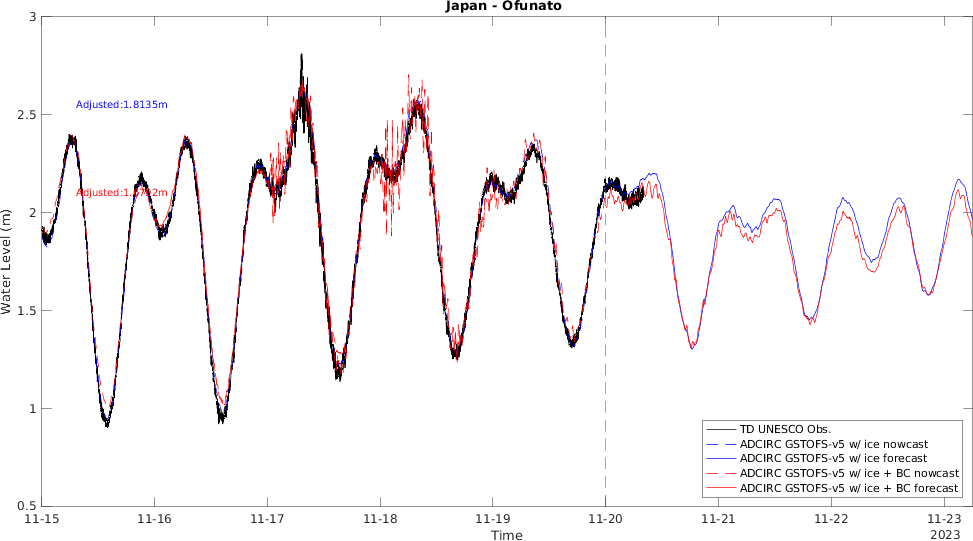 Japan - Ofunato
3
2.5
2
1.5
1
0.5
Water Level (m)
Adjusted:1.8135m
TD UNESCO Obs.
ADCIRC GSTOFS-v5 w/ ice nowcast
ADCIRC GSTOFS-v5 w/ ice forecast
ADCIRC GSTOFS-v5 w/ ice + BC nowcast
ADCIRC GSTOFS-v5 w/ ice + BC forecast
11-15 11-16 11-17 11-18 11-19 11-20 11-21 11-22 11-23
Time
2023